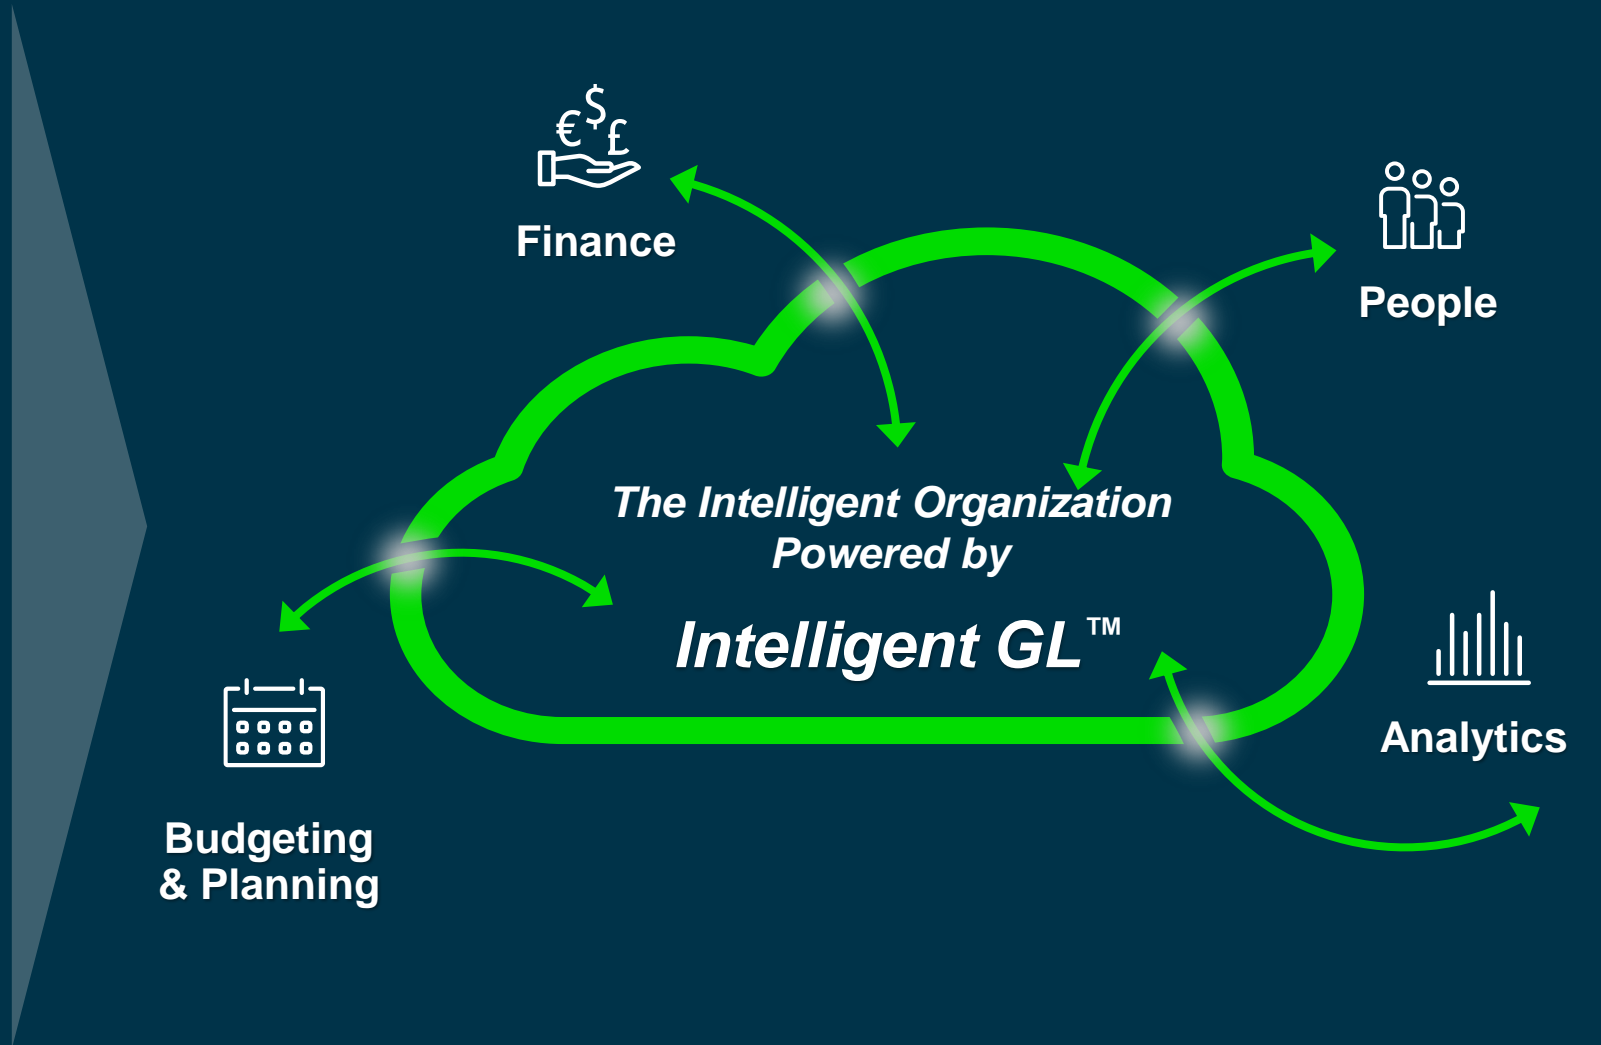 €$£
Finance
People
The Intelligent Organization
Powered by
Intelligent GL™
Analytics
Budgeting
& Planning